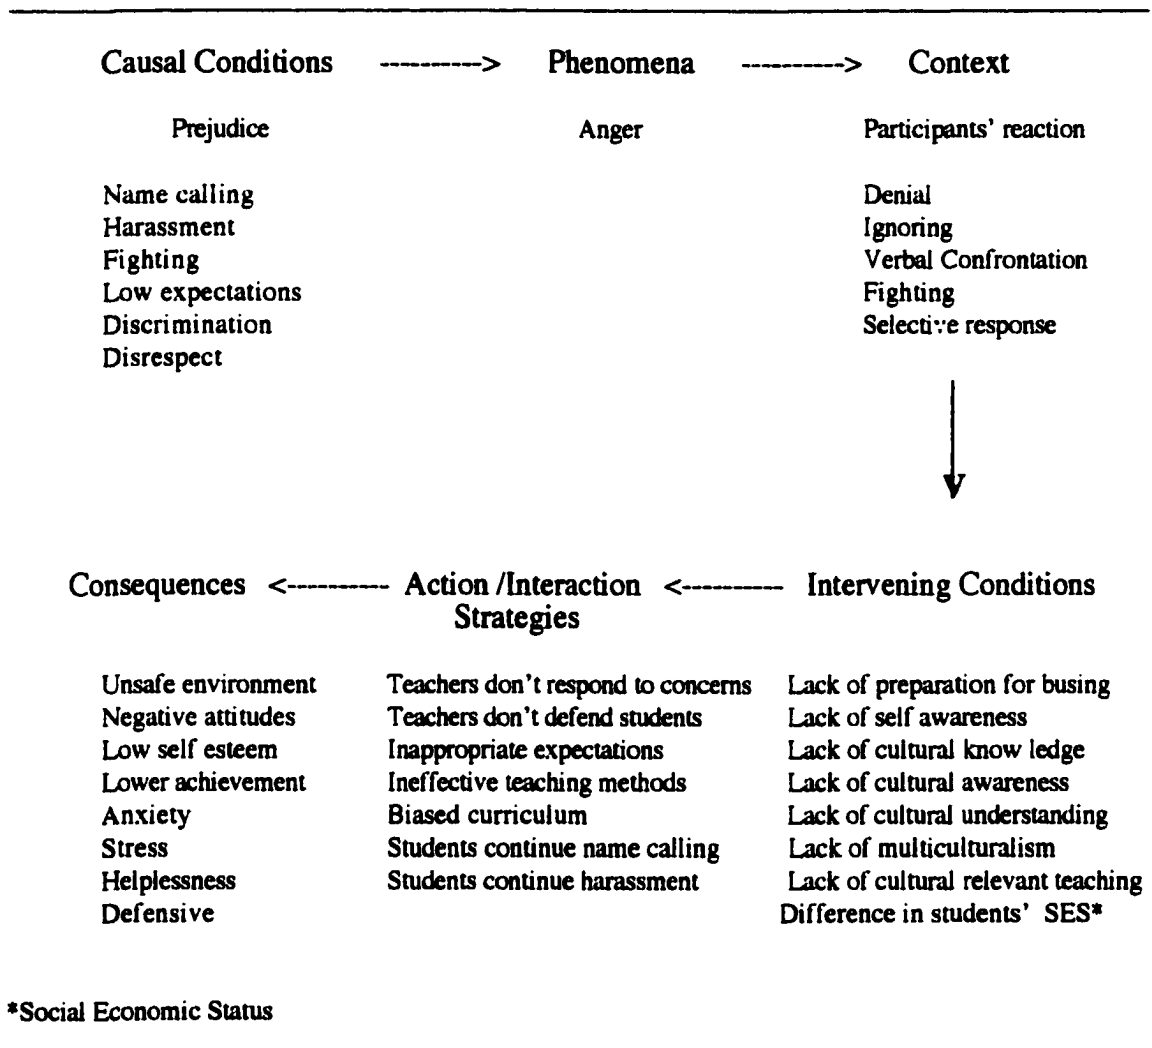 Causal Conditions ----------> Phenomena ----------> Context
Prejudice Anger Participants' reaction
Name calling Denial
Harassment Ignoring
Fighting Verbal Confrontation
Low expectations Fighting
Discrimination Selective response
Disrespect
Consequences <---------- Action /Interaction <---------- Intervening Conditions
Strategies
Unsafe environment Teachers don't respond to concerns Lack of preparation for busing
Negative attitudes Teachers don't defend students Lack of self awareness
Low self esteem Inappropriate expectations Lack of cultural know ledge
Lower achievement Ineffective teaching methods Lack of cultural awareness
Anxiety Biased curriculum Lack of cultural understanding
Stress Students continue name calling Lack of multiculturalism
Helplessness Students continue harassment Lack of cultural relevant teaching
Defensive Difference in students' SES*
*Social Economic Status